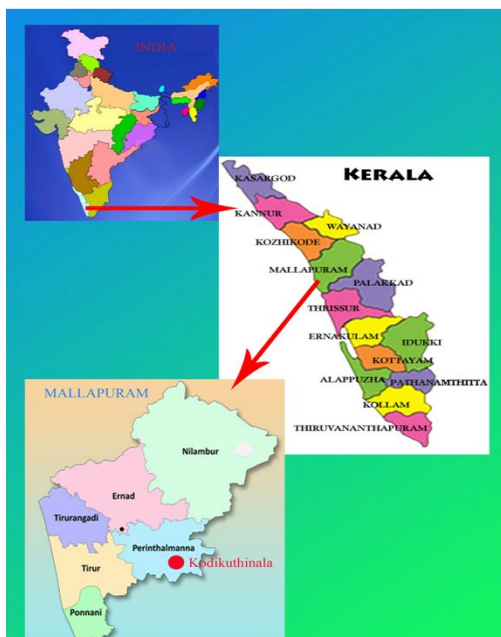 INDIA
KERALA
KASARGOD
KANNUR
WAYANAD
KOZHIKODE
MALLAPURAM
PALAKKAD
THRISSUR
ERNAKULAM
IDUKKI
KOTTAYAM
ALAPPUZHA
PATHANAMTHITTA
KOLLAM
THIRUVANANTHAPURAM
MALLAPURAM
Nilambur
Ernad
Tirurangadi
Perinthalmanna
Kodikuthinala
Tirur
Ponnani